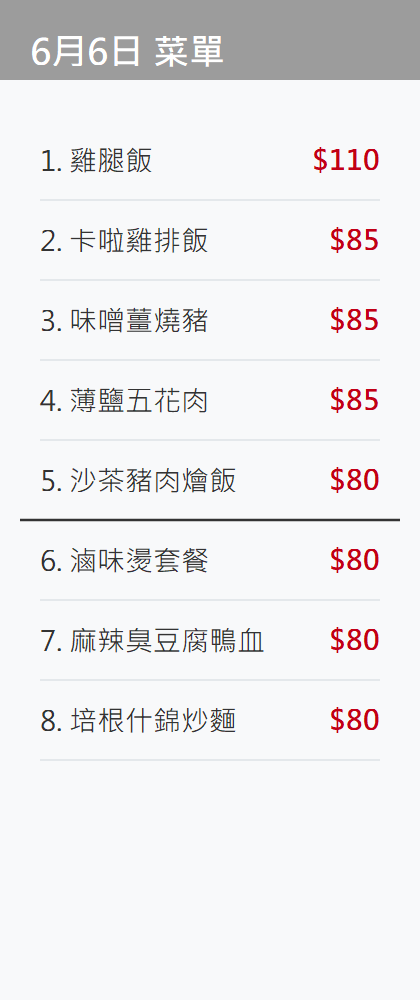 6月6日 菜單
1. 雞腿飯 $110
2. 卡啦雞排飯 $85
3. 味噌薑燒豬 $85
4. 薄鹽五花肉 $85
5. 沙茶豬肉燴飯 $80
6. 滷味燙套餐 $80
7. 麻辣臭豆腐鴨血 $80
8. 培根什錦炒麵 $80